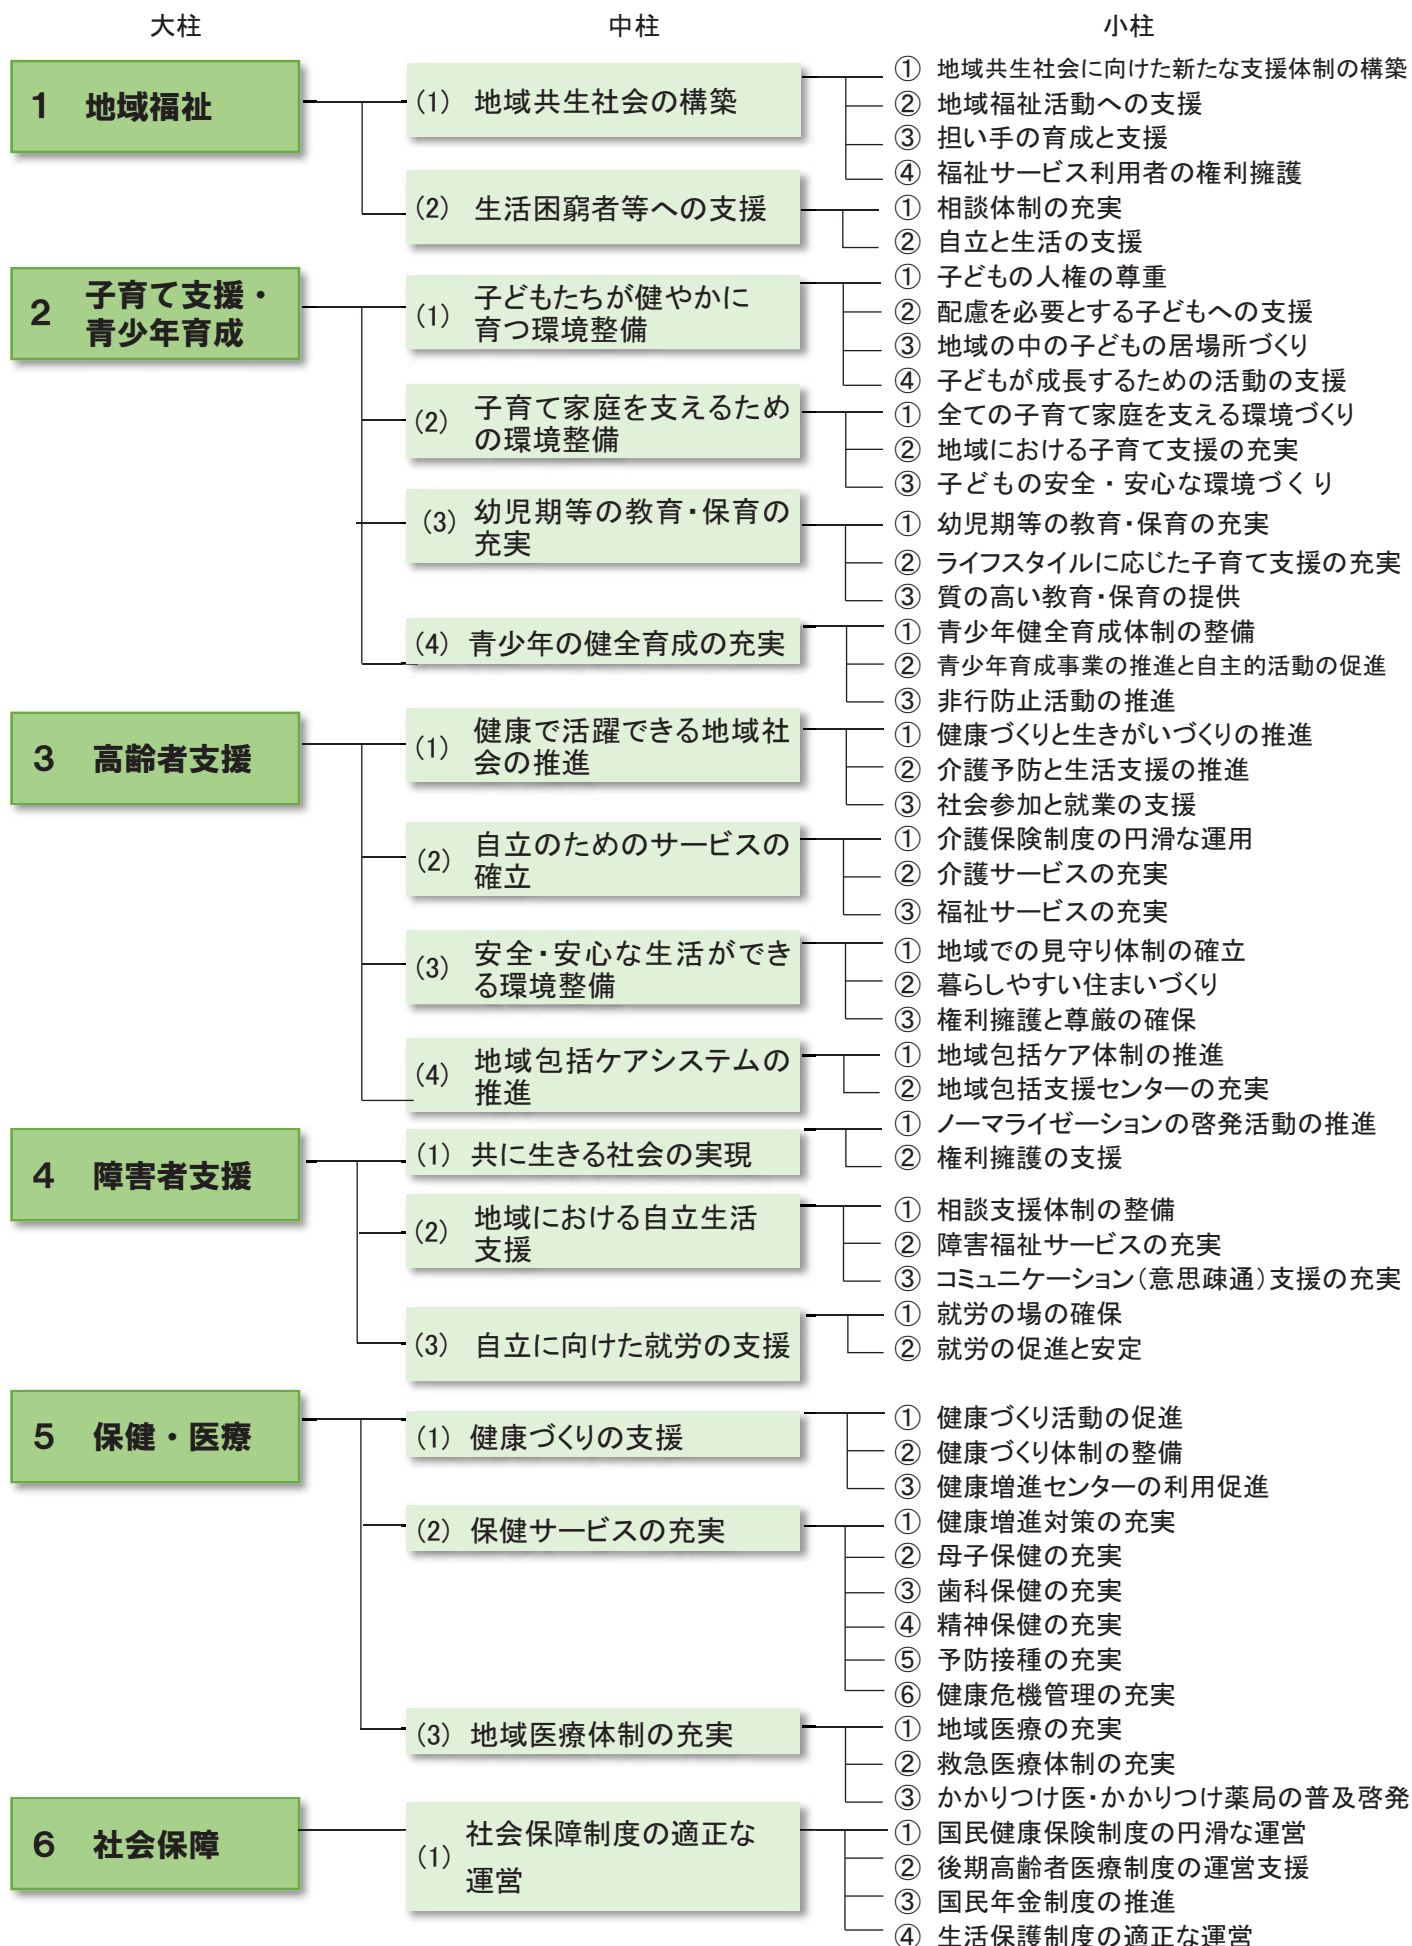 大柱
中柱
小柱
1 地域福祉
(1) 地域共生社会の構築
① 地域共生社会に向けた新たな支援体制の構築
② 地域福祉活動への支援
③ 担い手の育成と支援
④ 福祉サービス利用者の権利擁護
(2) 生活困窮者等への支援
① 相談体制の充実
② 自立と生活の支援
2 子育て支援・
青少年育成
(1) 子どもたちが健やかに
育つ環境整備
① 子どもの人権の尊重
② 配慮を必要とする子どもへの支援
③ 地域の中の子どもの居場所づくり
④ 子どもが成長するための活動の支援
(2) 子育て家庭を支えるため
の環境整備
① 全ての子育て家庭を支える環境づくり
② 地域における子育て支援の充実
③ 子どもの安全・安心な環境づくり
(3) 幼児期等の教育・保育の
充実
① 幼児期等の教育・保育の充実
② ライフスタイルに応じた子育て支援の充実
③ 質の高い教育・保育の提供
(4) 青少年の健全育成の充実
① 青少年健全育成体制の整備
② 青少年育成事業の推進と自主的活動の促進
③ 非行防止活動の推進
3 高齢者支援
(1) 健康で活躍できる地域社
会の推進
① 健康づくりと生きがいづくりの推進
② 介護予防と生活支援の推進
③ 社会参加と就業の支援
(2) 自立のためのサービスの
確立
① 介護保険制度の円滑な運用
② 介護サービスの充実
③ 福祉サービスの充実
(3) 安全・安心な生活ができ
る環境整備
① 地域での見守り体制の確立
② 暮らしやすい住まいづくり
③ 権利擁護と尊厳の確保
(4) 地域包括ケアシステムの
推進
① 地域包括ケア体制の推進
② 地域包括支援センターの充実
4 障害者支援
(1) 共に生きる社会の実現
① ノーマライゼーションの啓発活動の推進
② 権利擁護の支援
(2) 地域における自立生活
支援
① 相談支援体制の整備
② 障害福祉サービスの充実
③ コミュニケーション(意思疎通)支援の充実
(3) 自立に向けた就労の支援
① 就労の場の確保
② 就労の促進と安定
5 保健・医療
(1) 健康づくりの支援
① 健康づくり活動の促進
② 健康づくり体制の整備
③ 健康増進センターの利用促進
(2) 保健サービスの充実
① 健康増進対策の充実
② 母子保健の充実
③ 歯科保健の充実
④ 精神保健の充実
⑤ 予防接種の充実
⑥ 健康危機管理の充実
(3) 地域医療体制の充実
① 地域医療の充実
② 救急医療体制の充実
③ かかりつけ医・かかりつけ薬局の普及啓発
6 社会保障
(1) 社会保障制度の適正な
運営
① 国民健康保険制度の円滑な運営
② 後期高齢者医療制度の運営支援
③ 国民年金制度の推進
④ 生活保護制度の適正な運営